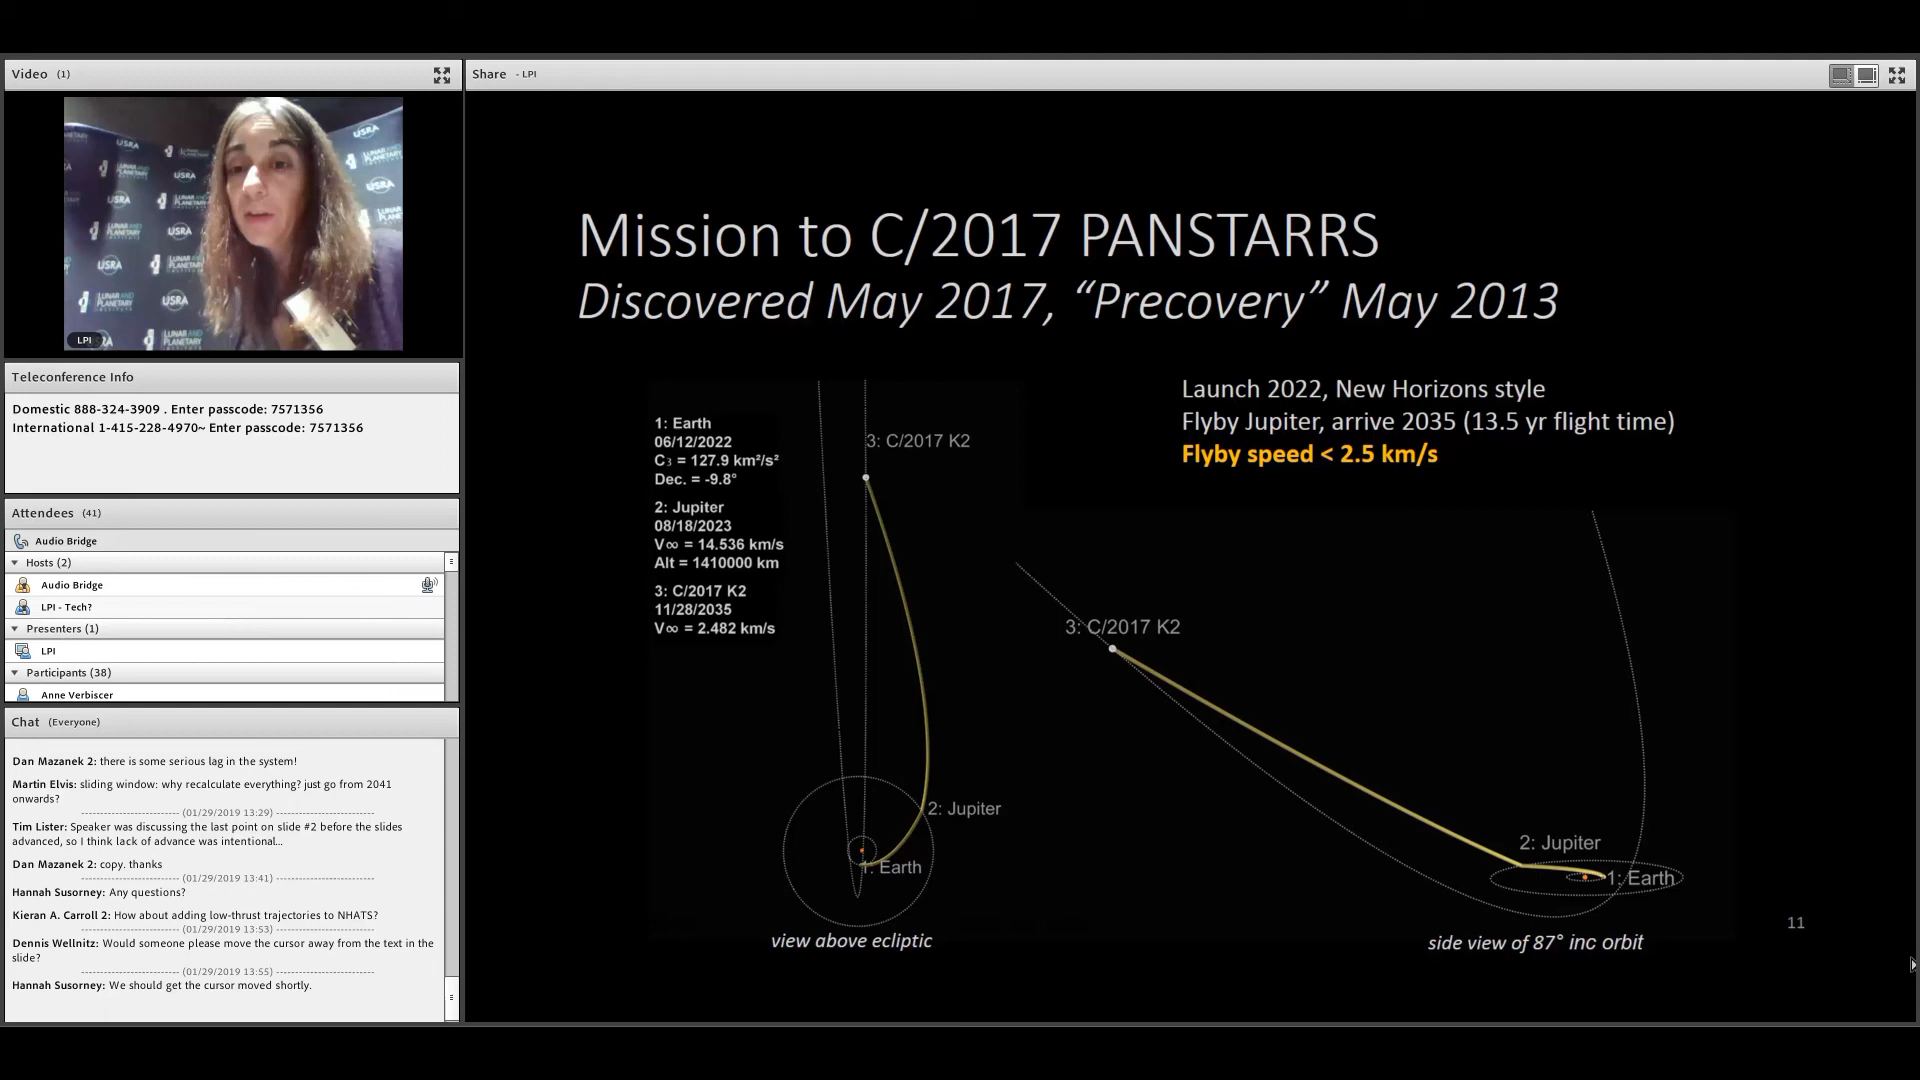 Video (1)
USRA
LUNAR AND PLANETARY
USRA
USRA
USRA
USRA
USRA
USRA
LPI
Teleconference Info
Domestic 888-324-3909 . Enter passcode: 7571356
International 1-415-228-4970~ Enter passcode: 7571356
Attendees (41)
Audio Bridge
Hosts (2)
Audio Bridge
LPI - Tech?
Presenters (1)
LPI
Participants (38)
Anne Verbiscer
Chat (Everyone)
Dan Mazanek 2: there is some serious lag in the system!
Martin Elvis: sliding window: why recalculate everything? just go from 2041
onwards?
(01/29/2019 13:29)
Tim Lister: Speaker was discussing the last point on slide #2 before the slides
advanced, so I think lack of advance was intentional...
Dan Mazanek 2: copy. thanks
(01/29/2019 13:41)
Hannah Susorney: Any questions?
Kieran A. Carroll 2: How about adding low-thrust trajectories to NHATS?
(01/29/2019 13:53)
Dennis Wellnitz: Would someone please move the cursor away from the text in the
slide?
(01/29/2019 13:55)
Hannah Susorney: We should get the cursor moved shortly.
Share - LPI
Mission to C/2017 PANSTARRS
Discovered May 2017, “Precovery” May 2013
Launch 2022, New Horizons style
Flyby Jupiter, arrive 2035 (13.5 yr flight time)
Flyby speed < 2.5 km/s
1: Earth
06/12/2022
C₃ = 127.9 km²/s²
Dec. = -9.8°
2: Jupiter
08/18/2023
V∞ = 14.536 km/s
Alt = 1410000 km
3: C/2017 K2
11/28/2035
V∞ = 2.482 km/s
3: C/2017 K2
2: Jupiter
1: Earth
view above ecliptic
3: C/2017 K2
2: Jupiter
1: Earth
side view of 87° inc orbit
11